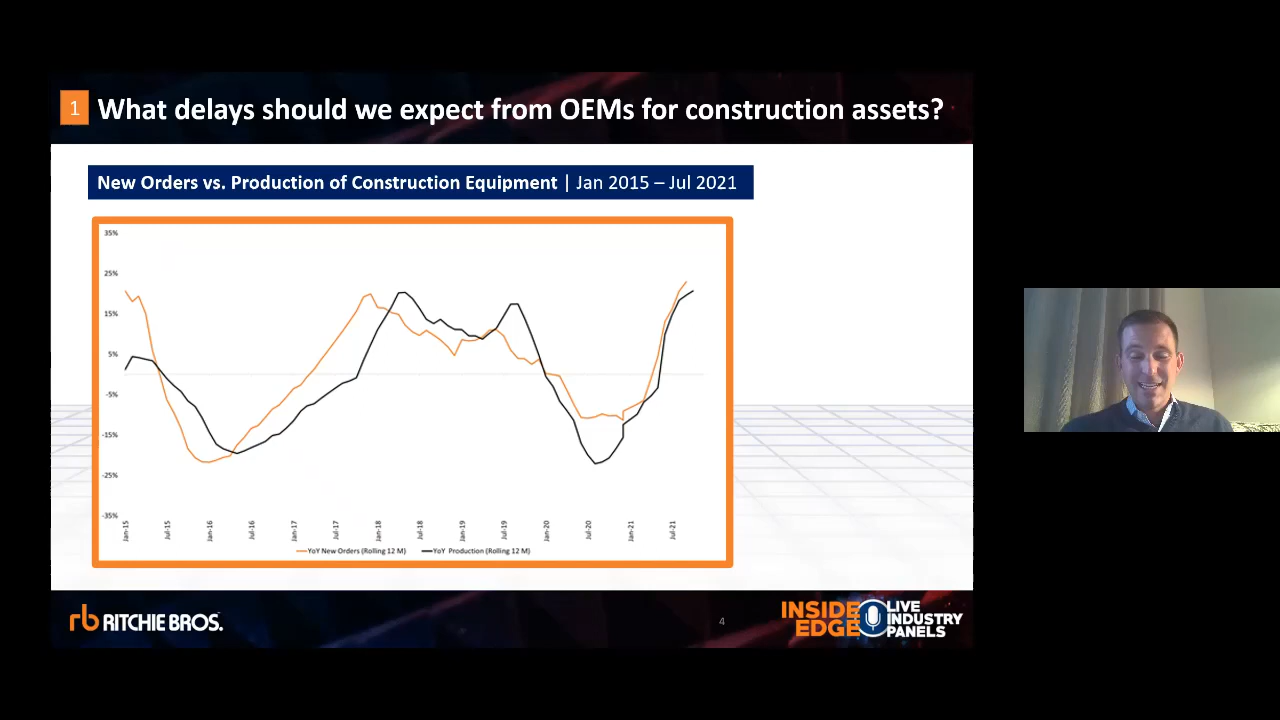 1 What delays should we expect from OEMs for construction assets?
New Orders vs. Production of Construction Equipment | Jan 2015 – Jul 2021
35%
25%
15%
5%
-5%
-15%
-25%
-35%
Jan-15 Jul-15 Jan-16 Jul-16 Jan-17 Jul-17 Jan-18 Jul-18 Jan-19 Jul-19 Jan-20 Jul-20 Jan-21 Jul-21
YoY New Orders (Rolling 12 M) YoY Production (Rolling 12 M)
rb RITCHIE BROS.
4
INSIDE EDGE
LIVE INDUSTRY PANELS